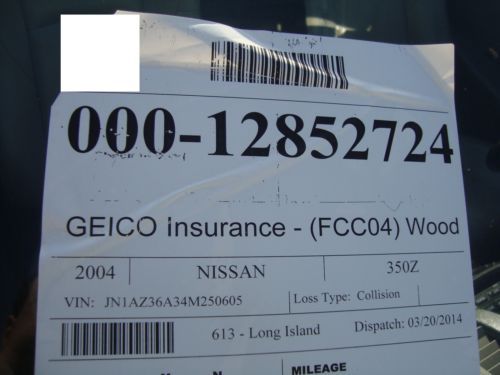 000-12852724
GEICO Insurance - (FCC04) Wood
2004 NISSAN 350Z
VIN: JN1AZ36A34M250605 Loss Type: Collision
613 - Long Island Dispatch: 03/20/2014
MILEAGE